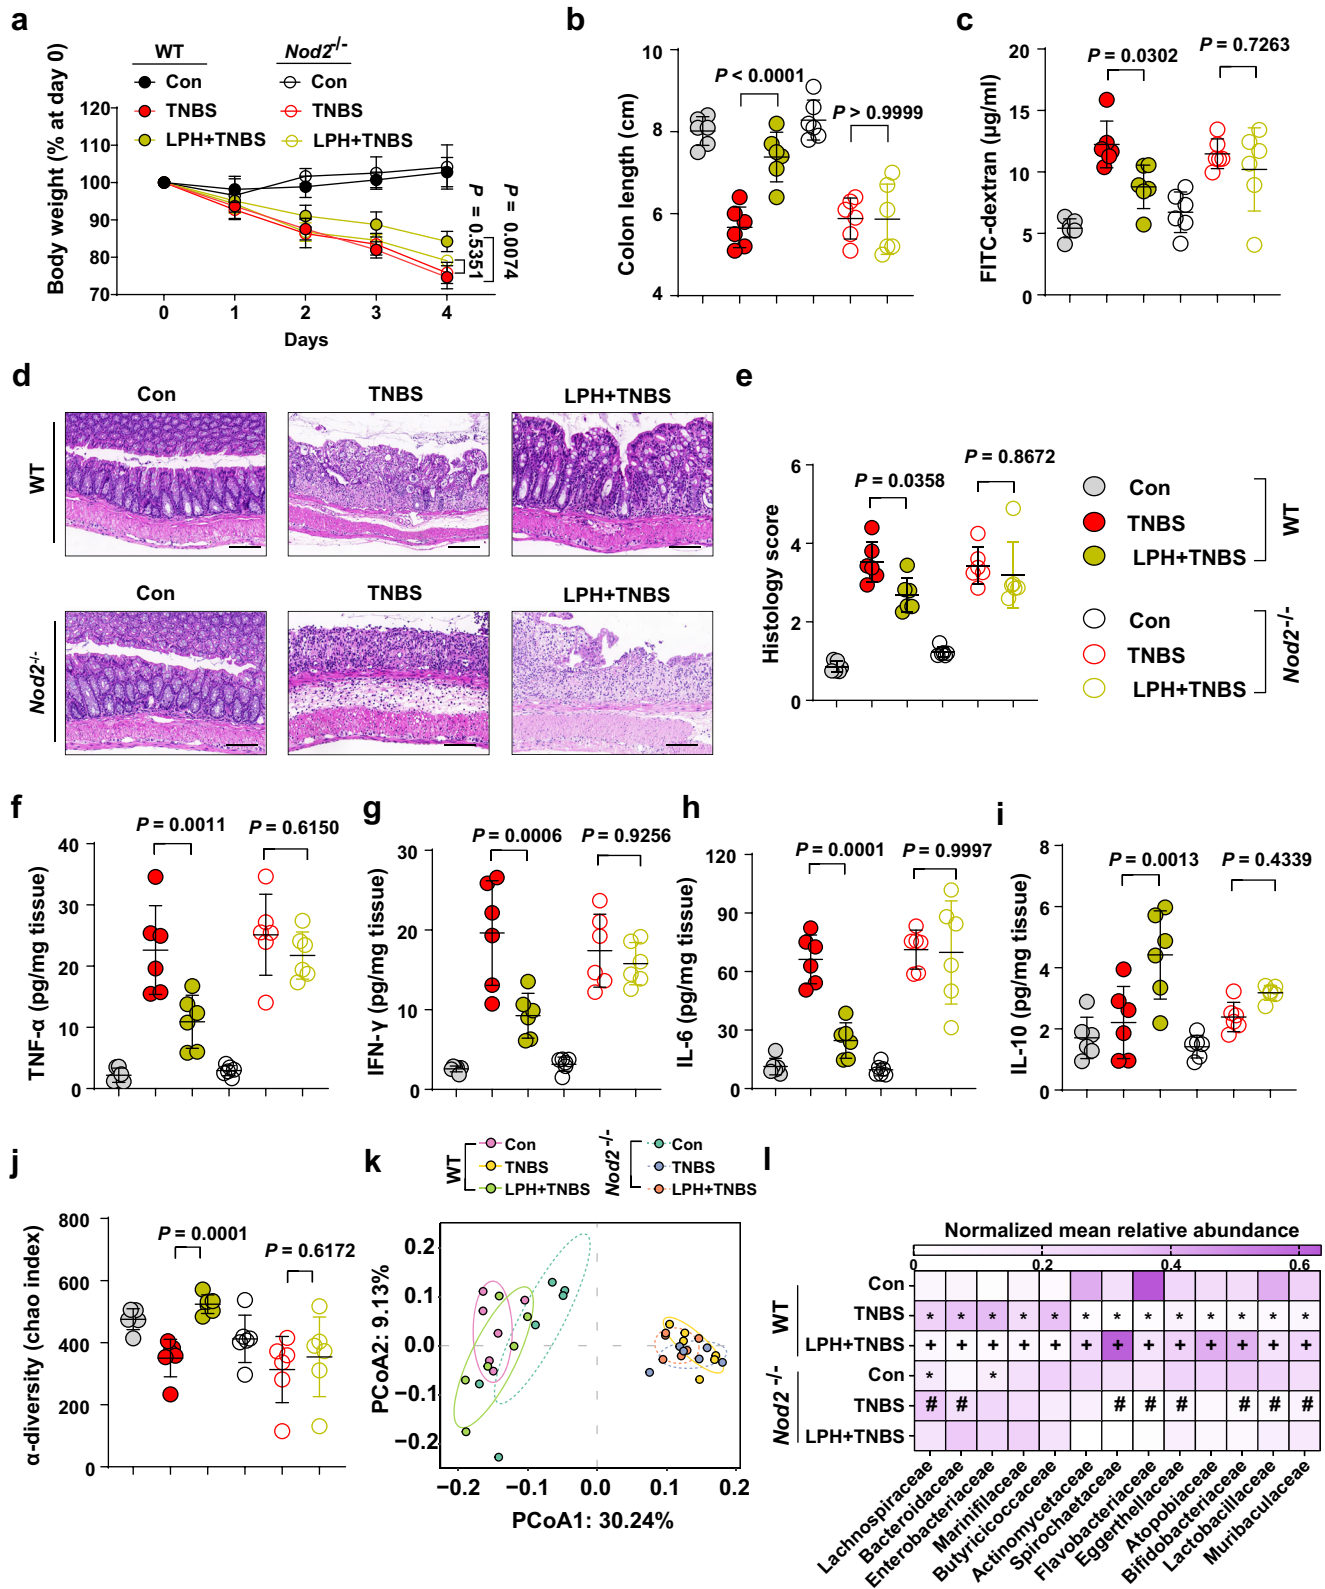 a
WT
Nod2-/-
Con
Con
TNBS
TNBS
LPH+TNBS
LPH+TNBS
Body weight (% at day 0)
120
110
100
90
80
70
0
1
2
3
4
Days
P = 0.5351
P = 0.0074
b
Colon length (cm)
10
8
6
4
P < 0.0001
P > 0.9999
c
FITC-dextran (μg/ml)
20
15
10
5
0
P = 0.0302
P = 0.7263
d
Con
TNBS
LPH+TNBS
WT
Con
TNBS
LPH+TNBS
Nod2-/-
e
Histology score
6
4
2
0
P = 0.0358
P = 0.8672
Con
TNBS
LPH+TNBS
WT
Con
TNBS
LPH+TNBS
Nod2-/-
f
TNF-α (pg/mg tissue)
40
30
20
10
0
P = 0.0011
P = 0.6150
g
IFN-γ (pg/mg tissue)
30
20
10
0
P = 0.0006
P = 0.9256
h
IL-6 (pg/mg tissue)
120
90
60
30
0
P = 0.0001
P = 0.9997
i
IL-10 (pg/mg tissue)
8
6
4
2
0
P = 0.0013
P = 0.4339
j
α-diversity (chao index)
800
600
400
200
0
P = 0.0001
P = 0.6172
k
WT
Con
TNBS
LPH+TNBS
Nod2-/-
Con
TNBS
LPH+TNBS
PCoA2: 9.13%
0.2
0.1
0.0
−0.1
−0.2
−0.2
−0.1
0.0
0.1
0.2
PCoA1: 30.24%
l
Normalized mean relative abundance
0
0.2
0.4
0.6
WT
Con
TNBS * * * * * * * * * * * * *
LPH+TNBS + + + + + + + + + + + + +
Nod2-/-
Con * *
TNBS # # # # # # # #
LPH+TNBS
Lachnospiraceae
Bacteroidaceae
Enterobacteriaceae
Marinifilaceae
Butyricicoccaceae
Actinomycetaceae
Spirochaetaceae
Flavobacteriaceae
Eggerthellaceae
Atopobiaceae
Bifidobacteriaceae
Lactobacillaceae
Muribaculaceae